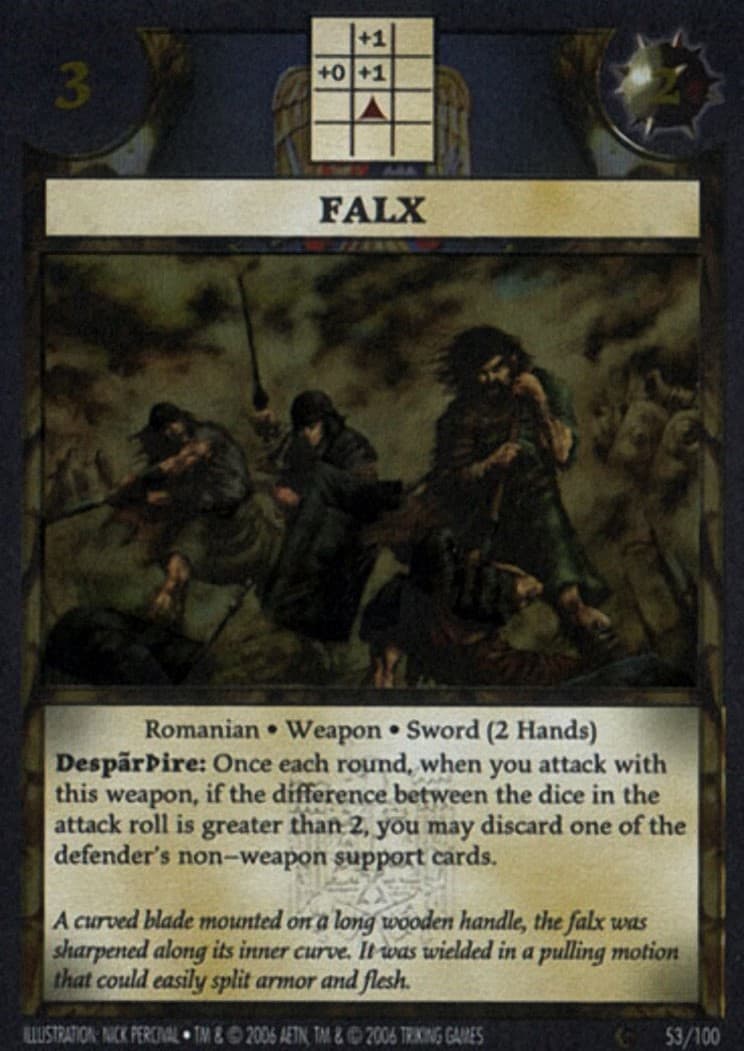 +1
3
+0 +1
2
FALX
Romanian • Weapon • Sword (2 Hands)
DespãrÞire: Once each round, when you attack with
this weapon, if the difference between the dice in the
attack roll is greater than 2, you may discard one of the
defender's non–weapon support cards.
A curved blade mounted on a long wooden handle, the falx was
sharpened along its inner curve. It was wielded in a pulling motion
that could easily split armor and flesh.
ILLUSTRATION: NICK PERCIVAL • TM & © 2006 AETN, TM & © 2006 TRIKING GAMES 53/100